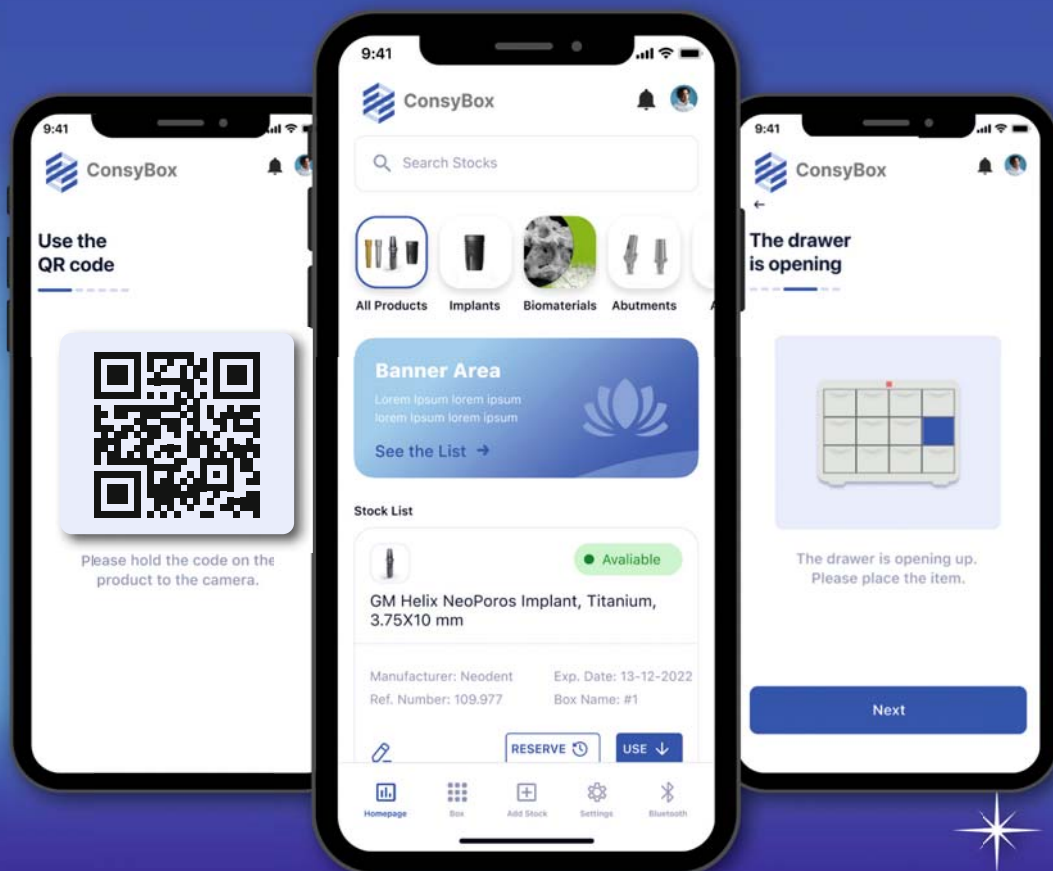 9:41
ConsyBox
Use the
QR code
Please hold the code on the
product to the camera.
9:41
ConsyBox
Search Stocks
All Products
Implants
Biomaterials
Abutments
Banner Area
Lorem Ipsum lorem ipsum
lorem Ipsum lorem ipsum
See the List →
Stock List
Avaliable
GM Helix NeoPoros Implant, Titanium,
3.75X10 mm
Manufacturer: Neodent
Exp. Date: 13-12-2022
Ref. Number: 109.977
Box Name: #1
RESERVE
USE
Homepage
Box
Add Stock
Settings
Bluetooth
9:41
ConsyBox
The drawer
is opening
The drawer is opening up.
Please place the item.
Next